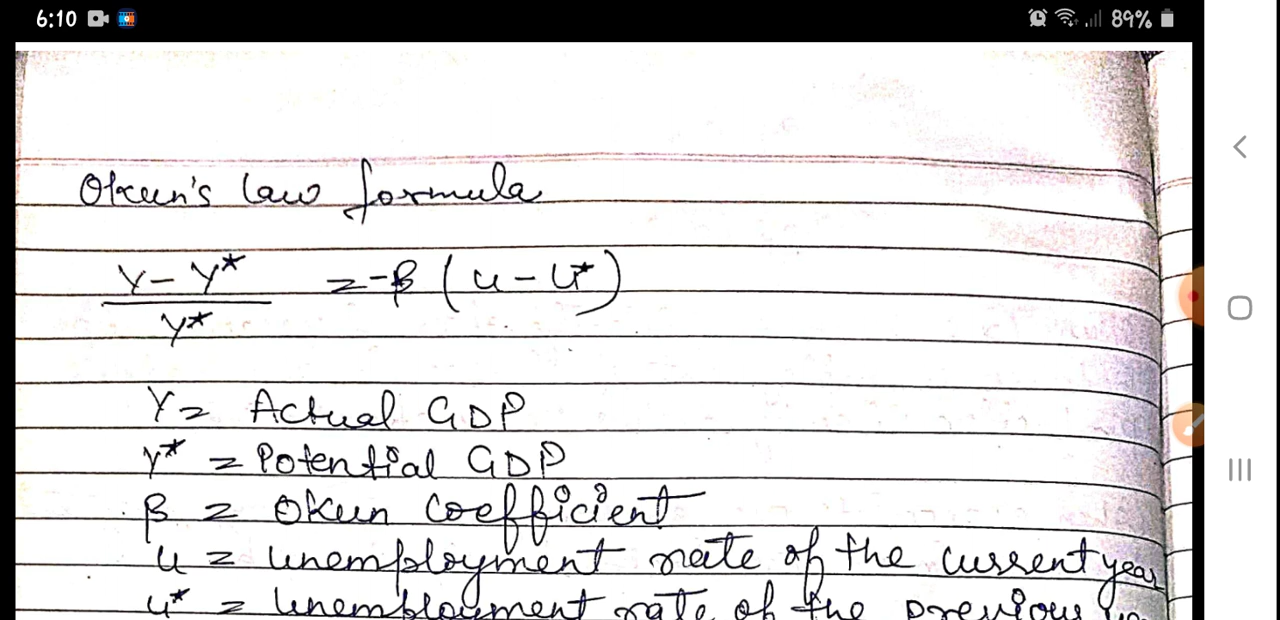 6:10 89%
Okun's law formula
Y - Y* = -β (u - u*)
Y*
Y = Actual GDP
Y* = Potential GDP
β = Okun Coefficient
u = unemployment rate of the current year
u* = unemployment rate of the previous